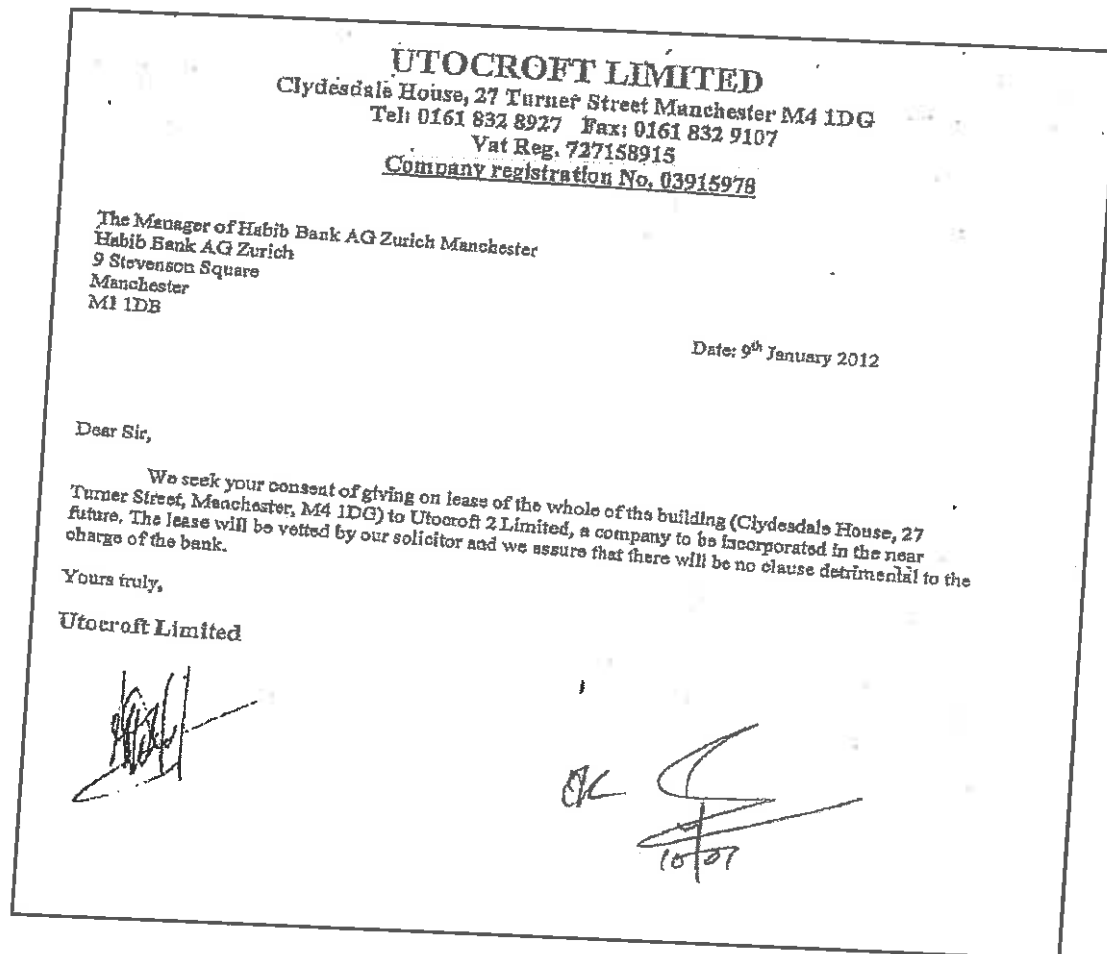 UTOCROFT LIMITED
Clydesdale House, 27 Turner Street Manchester M4 1DG
Tel: 0161 832 8927 Fax: 0161 832 9107
Vat Reg. 727158915
Company registration No. 03915978
The Manager of Habib Bank AG Zurich Manchester
Habib Bank AG Zurich
9 Stevenson Square
Manchester
M1 1DB
Date: 9th January 2012
Dear Sir,
We seek your consent of giving on lease of the whole of the building (Clydesdale House, 27
Turner Street, Manchester, M4 1DG) to Utocroft 2 Limited, a company to be incorporated in the near
future. The lease will be vetted by our solicitor and we assure that there will be no clause detrimental to the
charge of the bank.
Yours truly,
Utocroft Limited
OK